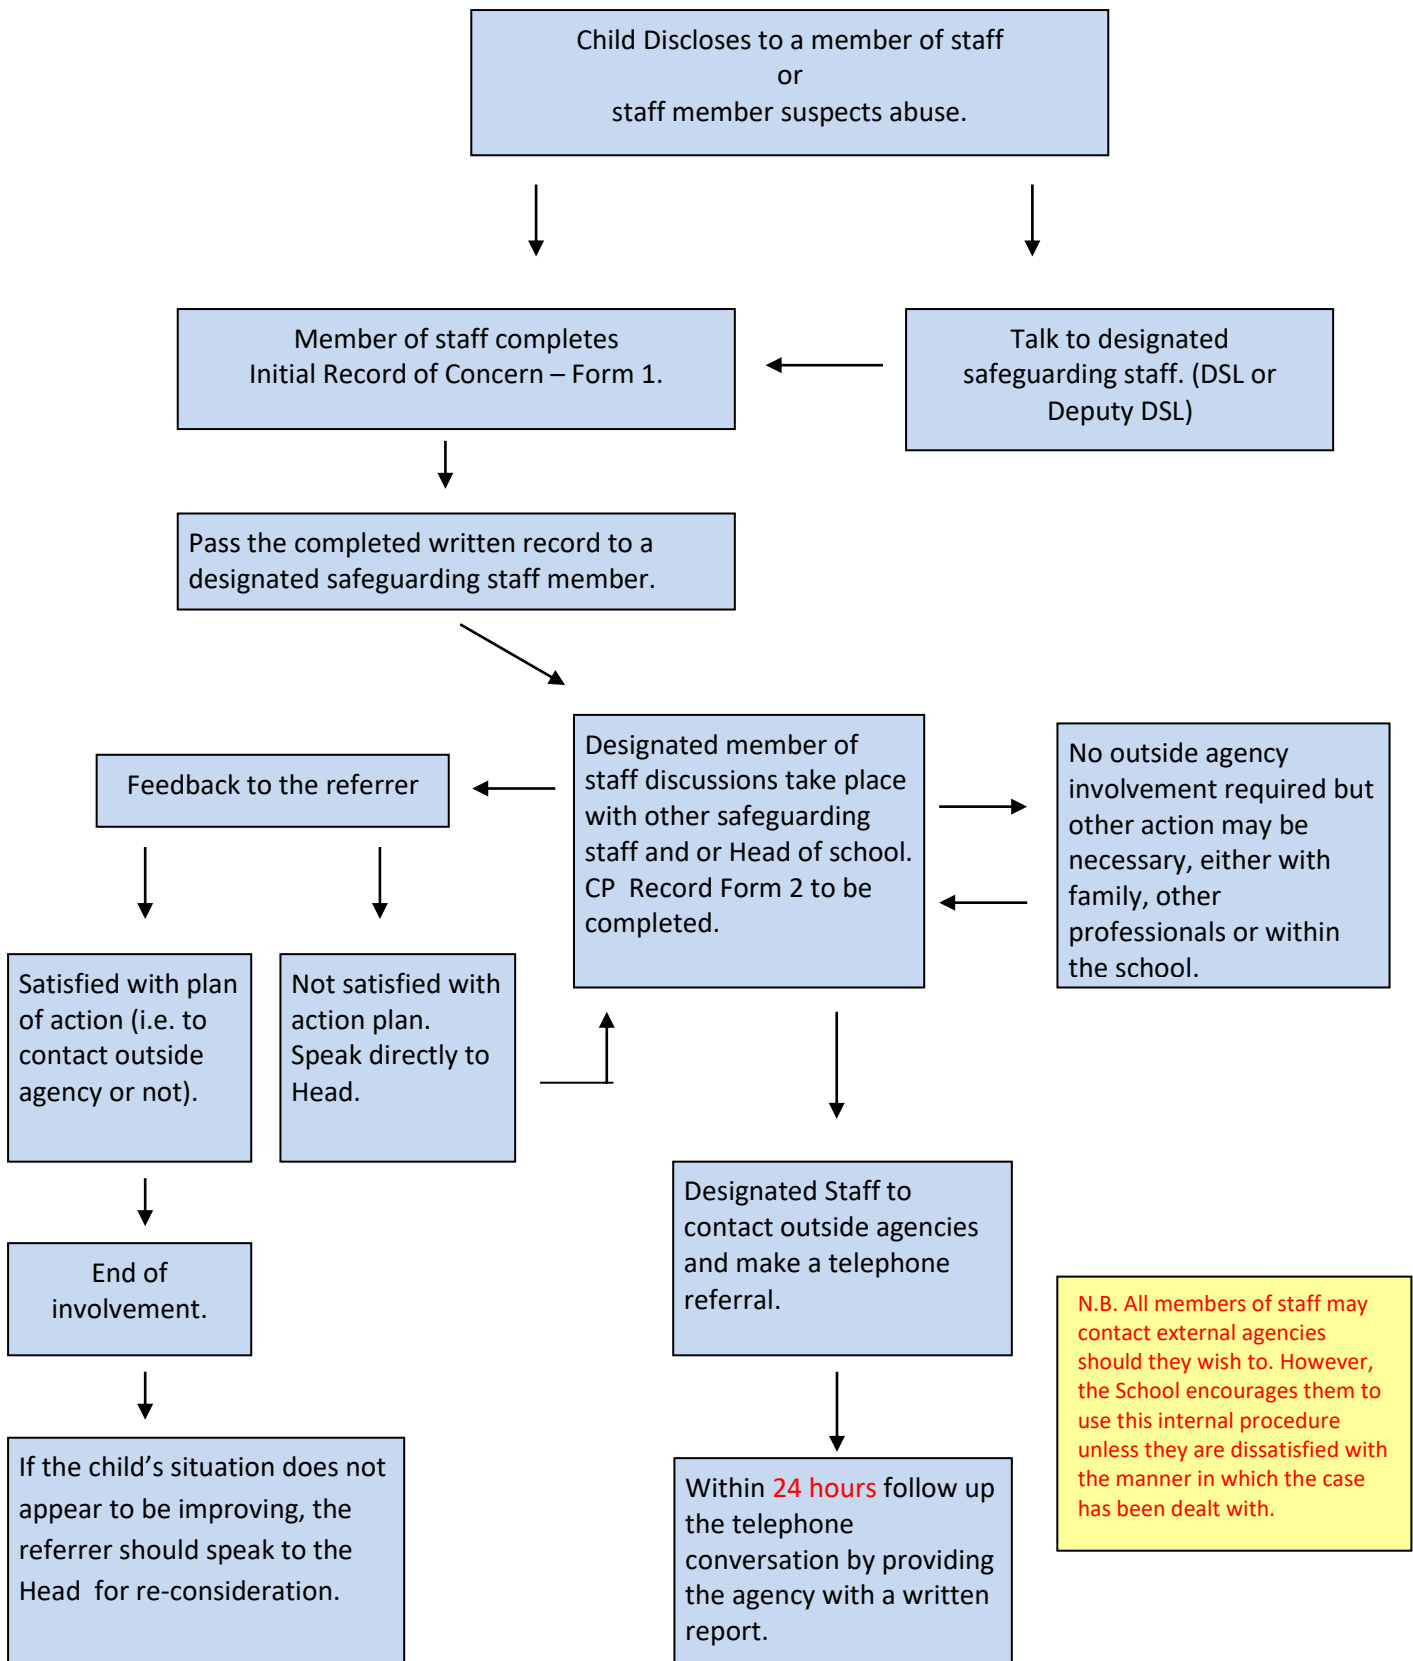 Child Discloses to a member of staff
or
staff member suspects abuse.
Member of staff completes
Initial Record of Concern – Form 1.
Talk to designated
safeguarding staff. (DSL or
Deputy DSL)
Pass the completed written record to a
designated safeguarding staff member.
Feedback to the referrer
Designated member of
staff discussions take place
with other safeguarding
staff and or Head of school.
CP  Record Form 2 to be
completed.
No outside agency
involvement required but
other action may be
necessary, either with
family, other
professionals or within
the school.
Satisfied with plan
of action (i.e. to
contact outside
agency or not).
Not satisfied with
action plan.
Speak directly to
Head.
Designated Staff to
contact outside agencies
and make a telephone
referral.
End of
involvement.
N.B. All members of staff may
contact external agencies
should they wish to. However,
the School encourages them to
use this internal procedure
unless they are dissatisfied with
the manner in which the case
has been dealt with.
If the child’s situation does not
appear to be improving, the
referrer should speak to the
Head  for re-consideration.
Within 24 hours follow up
the telephone
conversation by providing
the agency with a written
report.